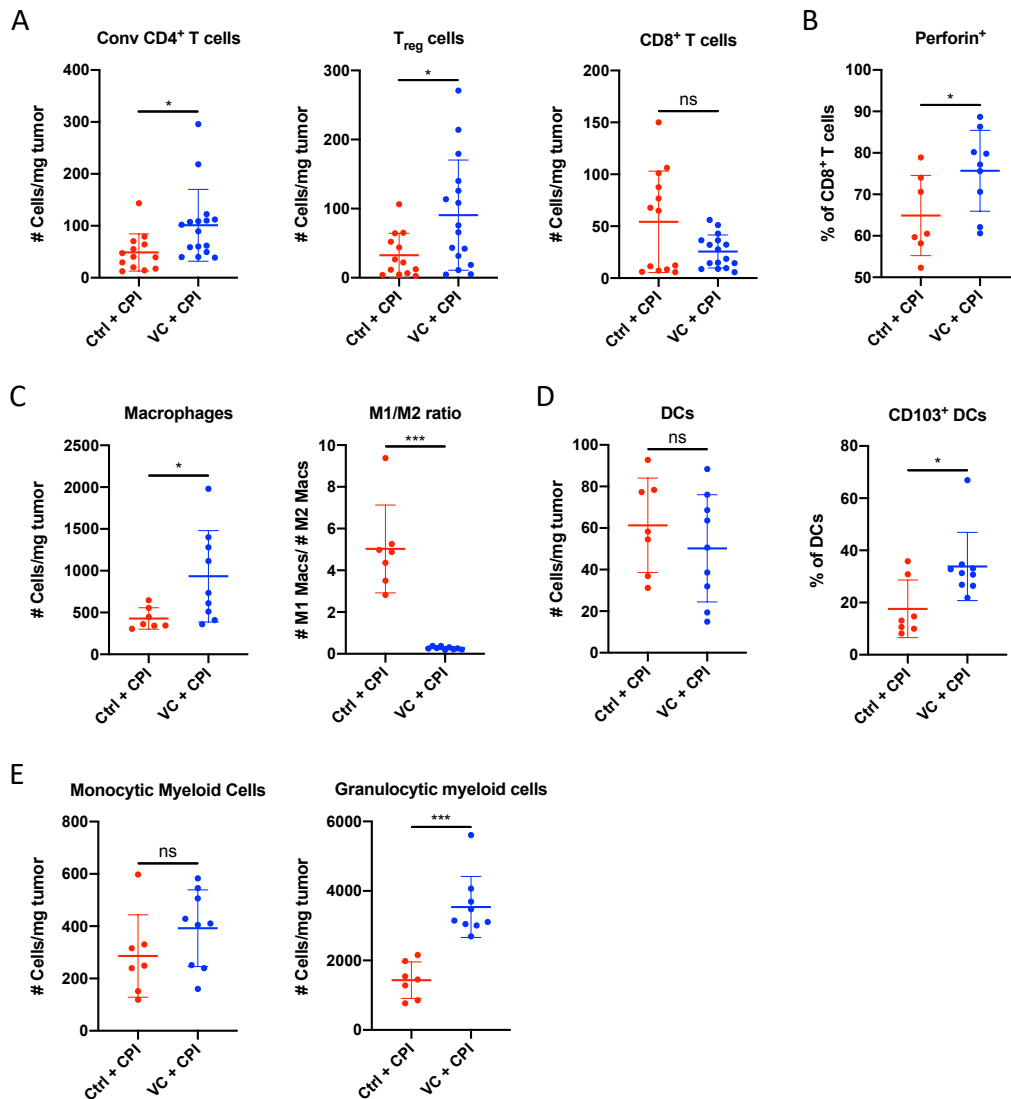 A
Conv CD4⁺ T cells
# Cells/mg tumor
400
300
200
100
0
*
Ctrl + CPI
VC + CPI
T_reg cells
# Cells/mg tumor
300
200
100
0
*
Ctrl + CPI
VC + CPI
CD8⁺ T cells
# Cells/mg tumor
200
150
100
50
0
ns
Ctrl + CPI
VC + CPI
B
Perforin⁺
% of CD8⁺ T cells
100
90
80
70
60
50
*
Ctrl + CPI
VC + CPI
C
Macrophages
# Cells/mg tumor
2500
2000
1500
1000
500
0
*
Ctrl + CPI
VC + CPI
M1/M2 ratio
# M1 Macs/ # M2 Macs
10
8
6
4
2
0
***
Ctrl + CPI
VC + CPI
D
DCs
# Cells/mg tumor
100
80
60
40
20
0
ns
Ctrl + CPI
VC + CPI
CD103⁺ DCs
% of DCs
80
60
40
20
0
*
Ctrl + CPI
VC + CPI
E
Monocytic Myeloid Cells
# Cells/mg tumor
800
600
400
200
0
ns
Ctrl + CPI
VC + CPI
Granulocytic myeloid cells
# Cells/mg tumor
6000
4000
2000
0
***
Ctrl + CPI
VC + CPI